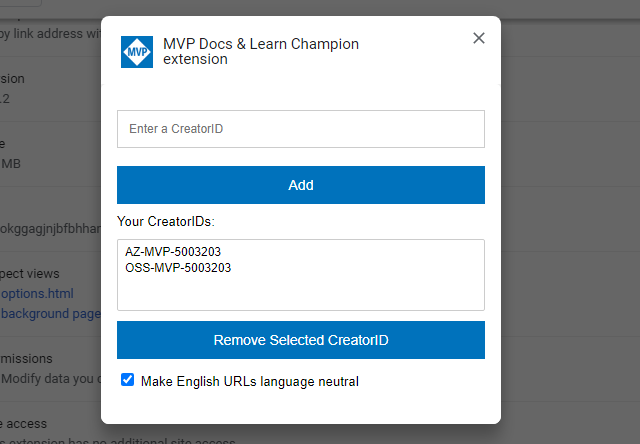 by link address wit
MVP
MVP Docs & Learn Champion
extension
sion
.2
Enter a CreatorID
e
MB
Add
Your CreatorIDs:
okggagjnjbfbhhar
AZ-MVP-5003203
OSS-MVP-5003203
pect views
options.html
background page
Remove Selected CreatorID
missions
Modify data you c
Make English URLs language neutral
e access
s extension has no additional site access